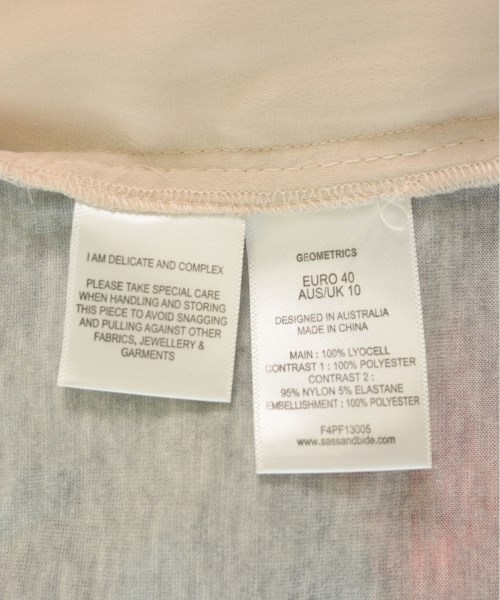 I AM DELICATE AND COMPLEX
PLEASE TAKE SPECIAL CARE
WHEN HANDLING AND STORING
THIS PIECE TO AVOID SNAGGING
AND PULLING AGAINST OTHER
FABRICS, JEWELLERY &
GARMENTS
GEOMETRICS
EURO 40
AUS/UK 10
DESIGNED IN AUSTRALIA
MADE IN CHINA
MAIN : 100% LYOCELL
CONTRAST 1 : 100% POLYESTER
CONTRAST 2 :
95% NYLON 5% ELASTANE
EMBELLISHMENT : 100% POLYESTER
F4PF13005
www.sassandbide.com